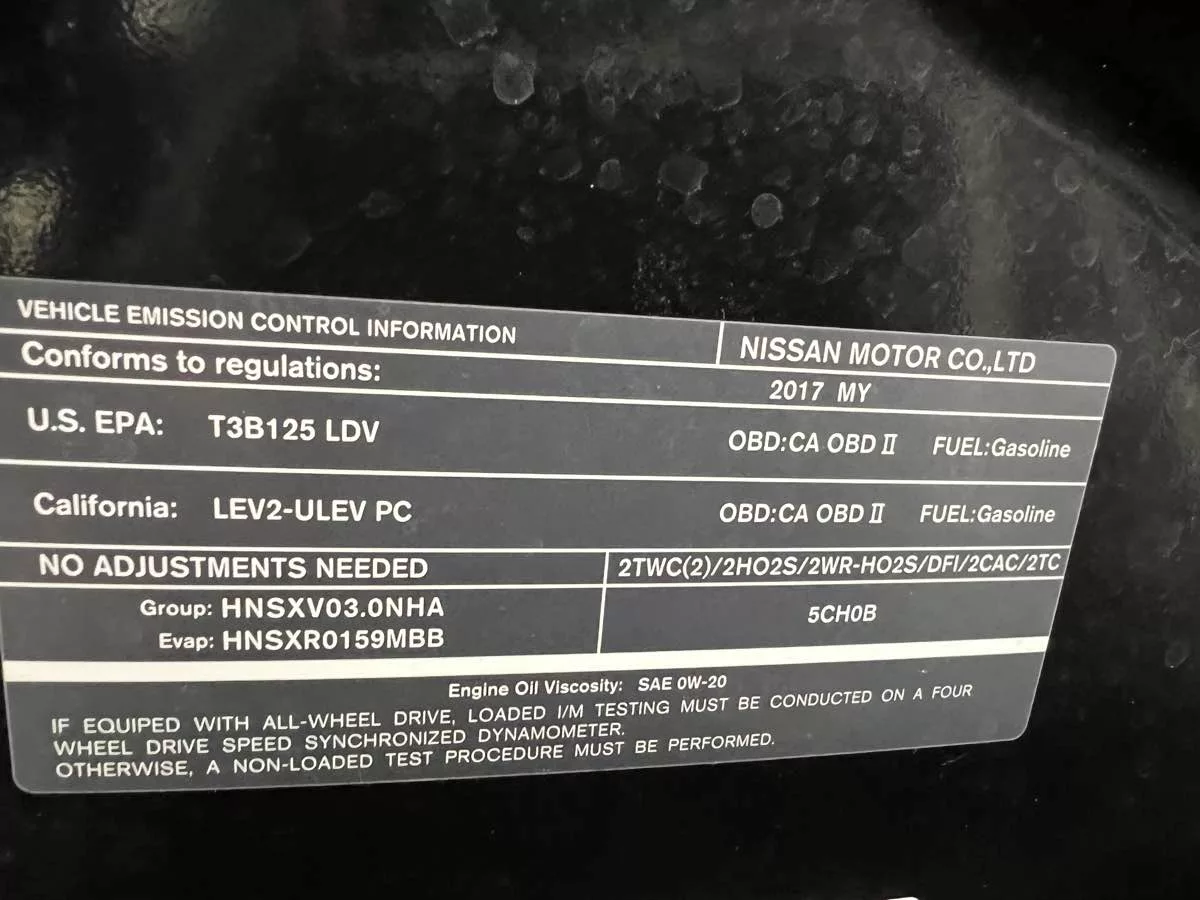 VEHICLE EMISSION CONTROL INFORMATION
NISSAN MOTOR CO.,LTD
Conforms to regulations:
2017 MY
U.S. EPA: T3B125 LDV OBD:CA OBD II FUEL:Gasoline
California: LEV2-ULEV PC OBD:CA OBD II FUEL:Gasoline
NO ADJUSTMENTS NEEDED
2TWC(2)/2HO2S/2WR-HO2S/DFI/2CAC/2TC
Group: HNSXV03.0NHA
Evap: HNSXR0159MBB
5CH0B
Engine Oil Viscosity: SAE 0W-20
IF EQUIPED WITH ALL-WHEEL DRIVE, LOADED I/M TESTING MUST BE CONDUCTED ON A FOUR
WHEEL DRIVE SPEED SYNCHRONIZED DYNAMOMETER.
OTHERWISE, A NON-LOADED TEST PROCEDURE MUST BE PERFORMED.